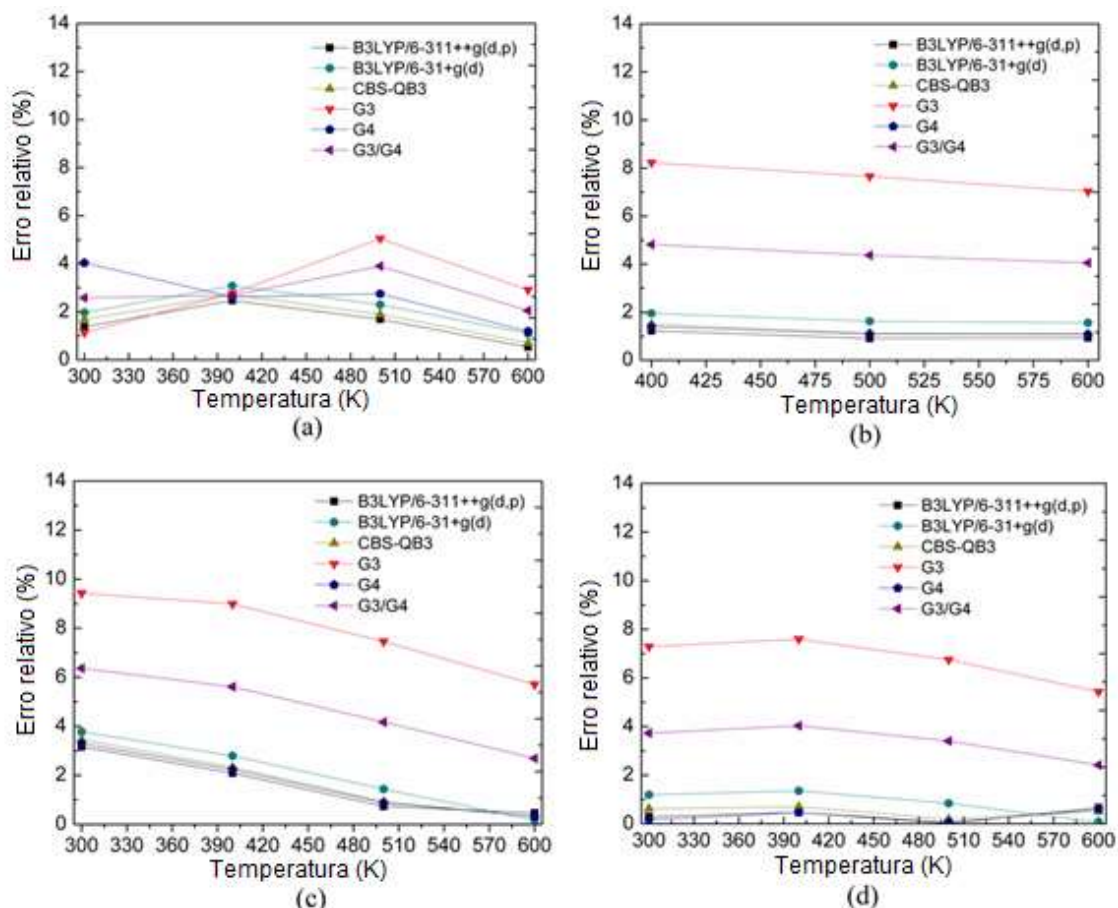 14
12
10
8
6
4
2
0
Erro relativo (%)
B3LYP/6-311++g(d,p)
B3LYP/6-31+g(d)
CBS-QB3
G3
G4
G3/G4
300 330 360 390 420 450 480 510 540 570 600
Temperatura (K)
(a)
14
12
10
8
6
4
2
0
Erro relativo (%)
B3LYP/6-311++g(d,p)
B3LYP/6-31+g(d)
CBS-QB3
G3
G4
G3/G4
400 425 450 475 500 525 550 575 600
Temperatura (K)
(b)
14
12
10
8
6
4
2
0
Erro relativo (%)
B3LYP/6-311++g(d,p)
B3LYP/6-31+g(d)
CBS-QB3
G3
G4
G3/G4
300 330 360 390 420 450 480 510 540 570 600
Temperatura (K)
(c)
14
12
10
8
6
4
2
0
Erro relativo (%)
B3LYP/6-311++g(d,p)
B3LYP/6-31+g(d)
CBS-QB3
G3
G4
G3/G4
300 330 360 390 420 450 480 510 540 570 600
Temperatura (K)
(d)